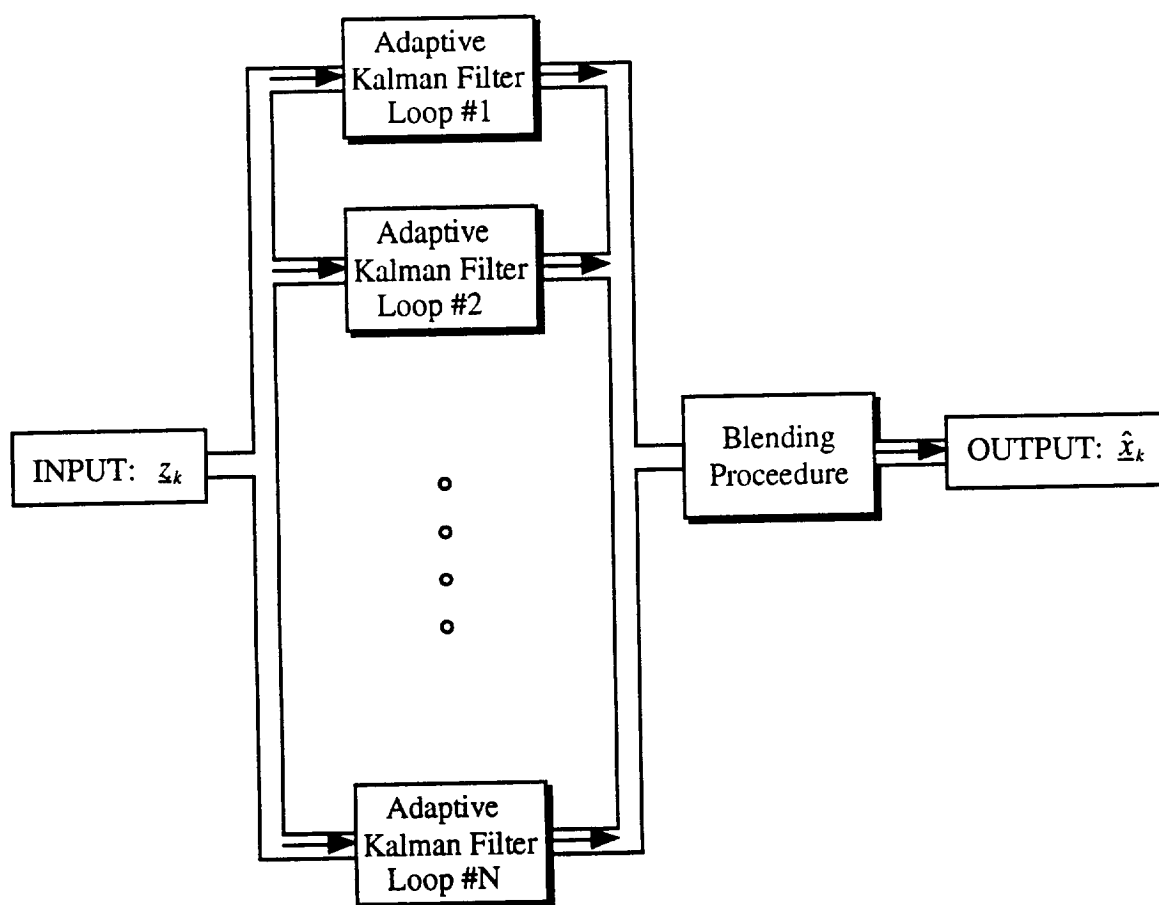 Adaptive
Kalman Filter
Loop #1
Adaptive
Kalman Filter
Loop #2
INPUT: z̲ₖ
Blending
Proceedure
OUTPUT: x̲̂ₖ
Adaptive
Kalman Filter
Loop #N